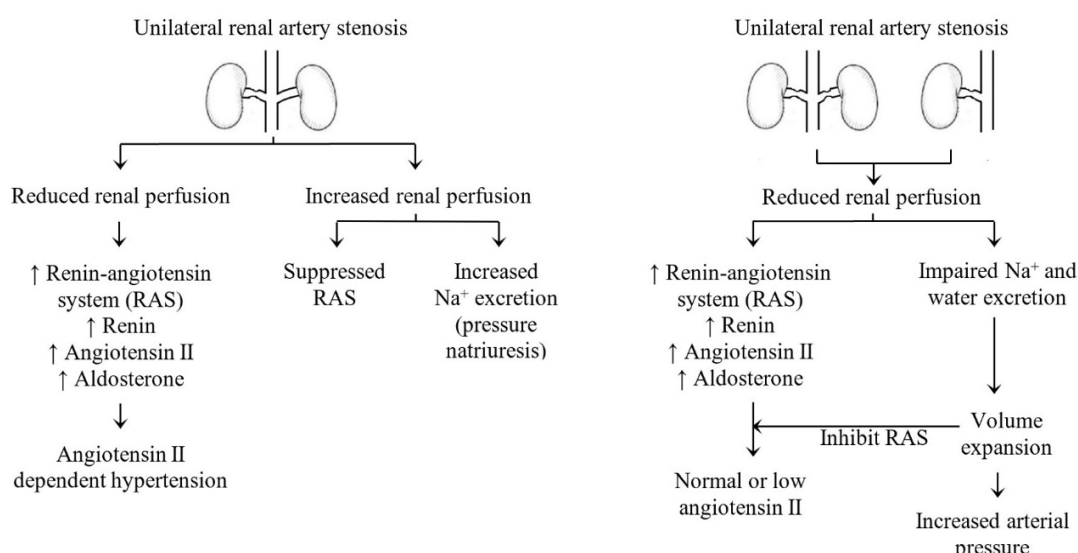 Unilateral renal artery stenosis
Reduced renal perfusion
Increased renal perfusion
↑ Renin-angiotensin
system (RAS)
↑ Renin
↑ Angiotensin II
↑ Aldosterone
Suppressed
RAS
Increased
Na⁺ excretion
(pressure
natriuresis)
Angiotensin II
dependent hypertension
Unilateral renal artery stenosis
Reduced renal perfusion
↑ Renin-angiotensin
system (RAS)
↑ Renin
↑ Angiotensin II
↑ Aldosterone
Impaired Na⁺ and
water excretion
Inhibit RAS
Volume
expansion
Normal or low
angiotensin II
Increased arterial
pressure